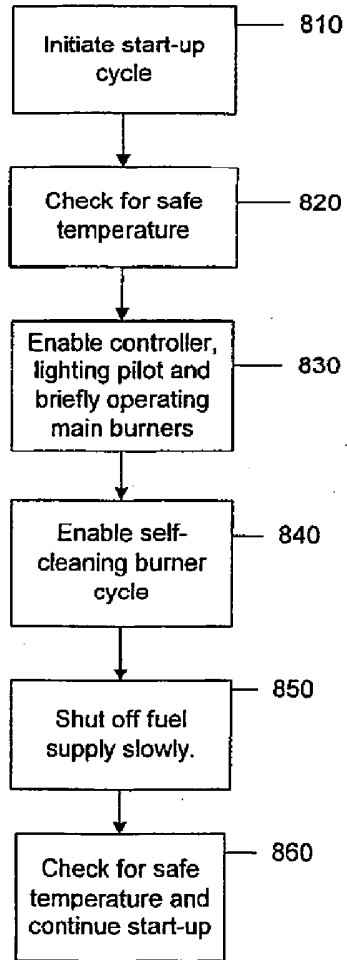 Initiate start-up
cycle
810
Check for safe
temperature
820
Enable controller,
lighting pilot and
briefly operating
main burners
830
Enable self-
cleaning burner
cycle
840
Shut off fuel
supply slowly.
850
Check for safe
temperature and
continue start-up
860